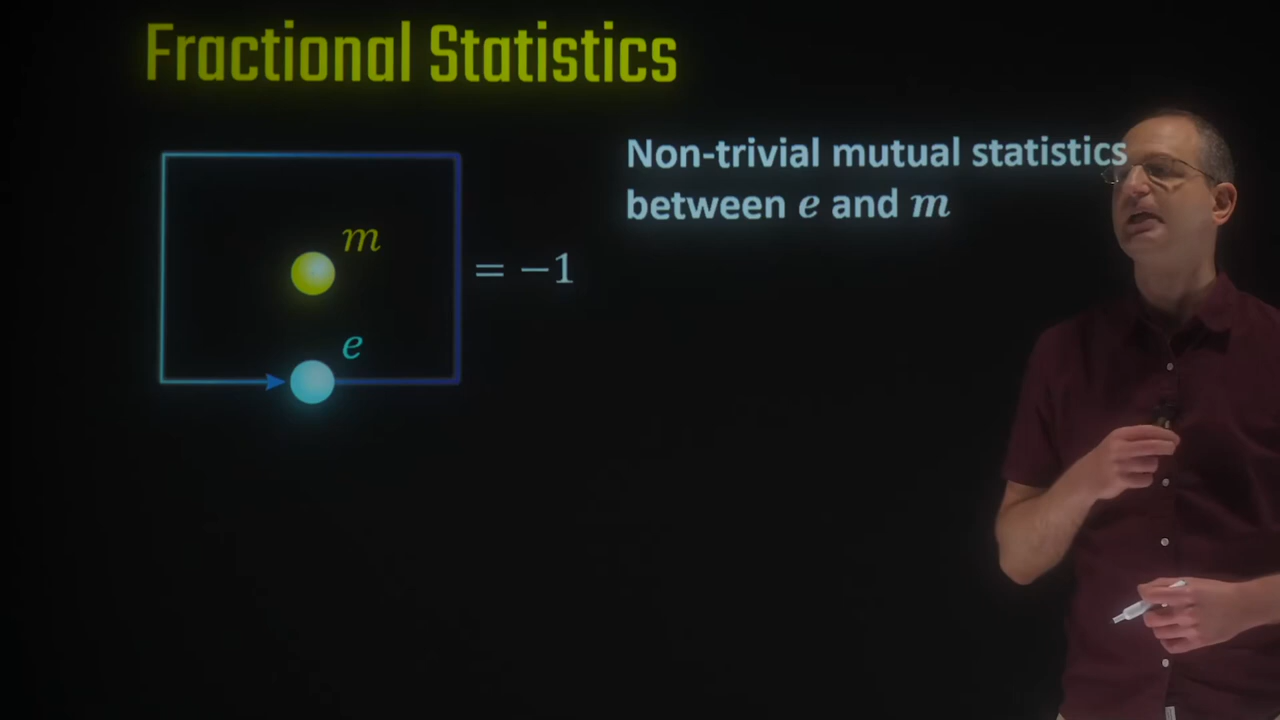 Fractional Statistics
Non-trivial mutual statistics
between e and m
m
= −1
e